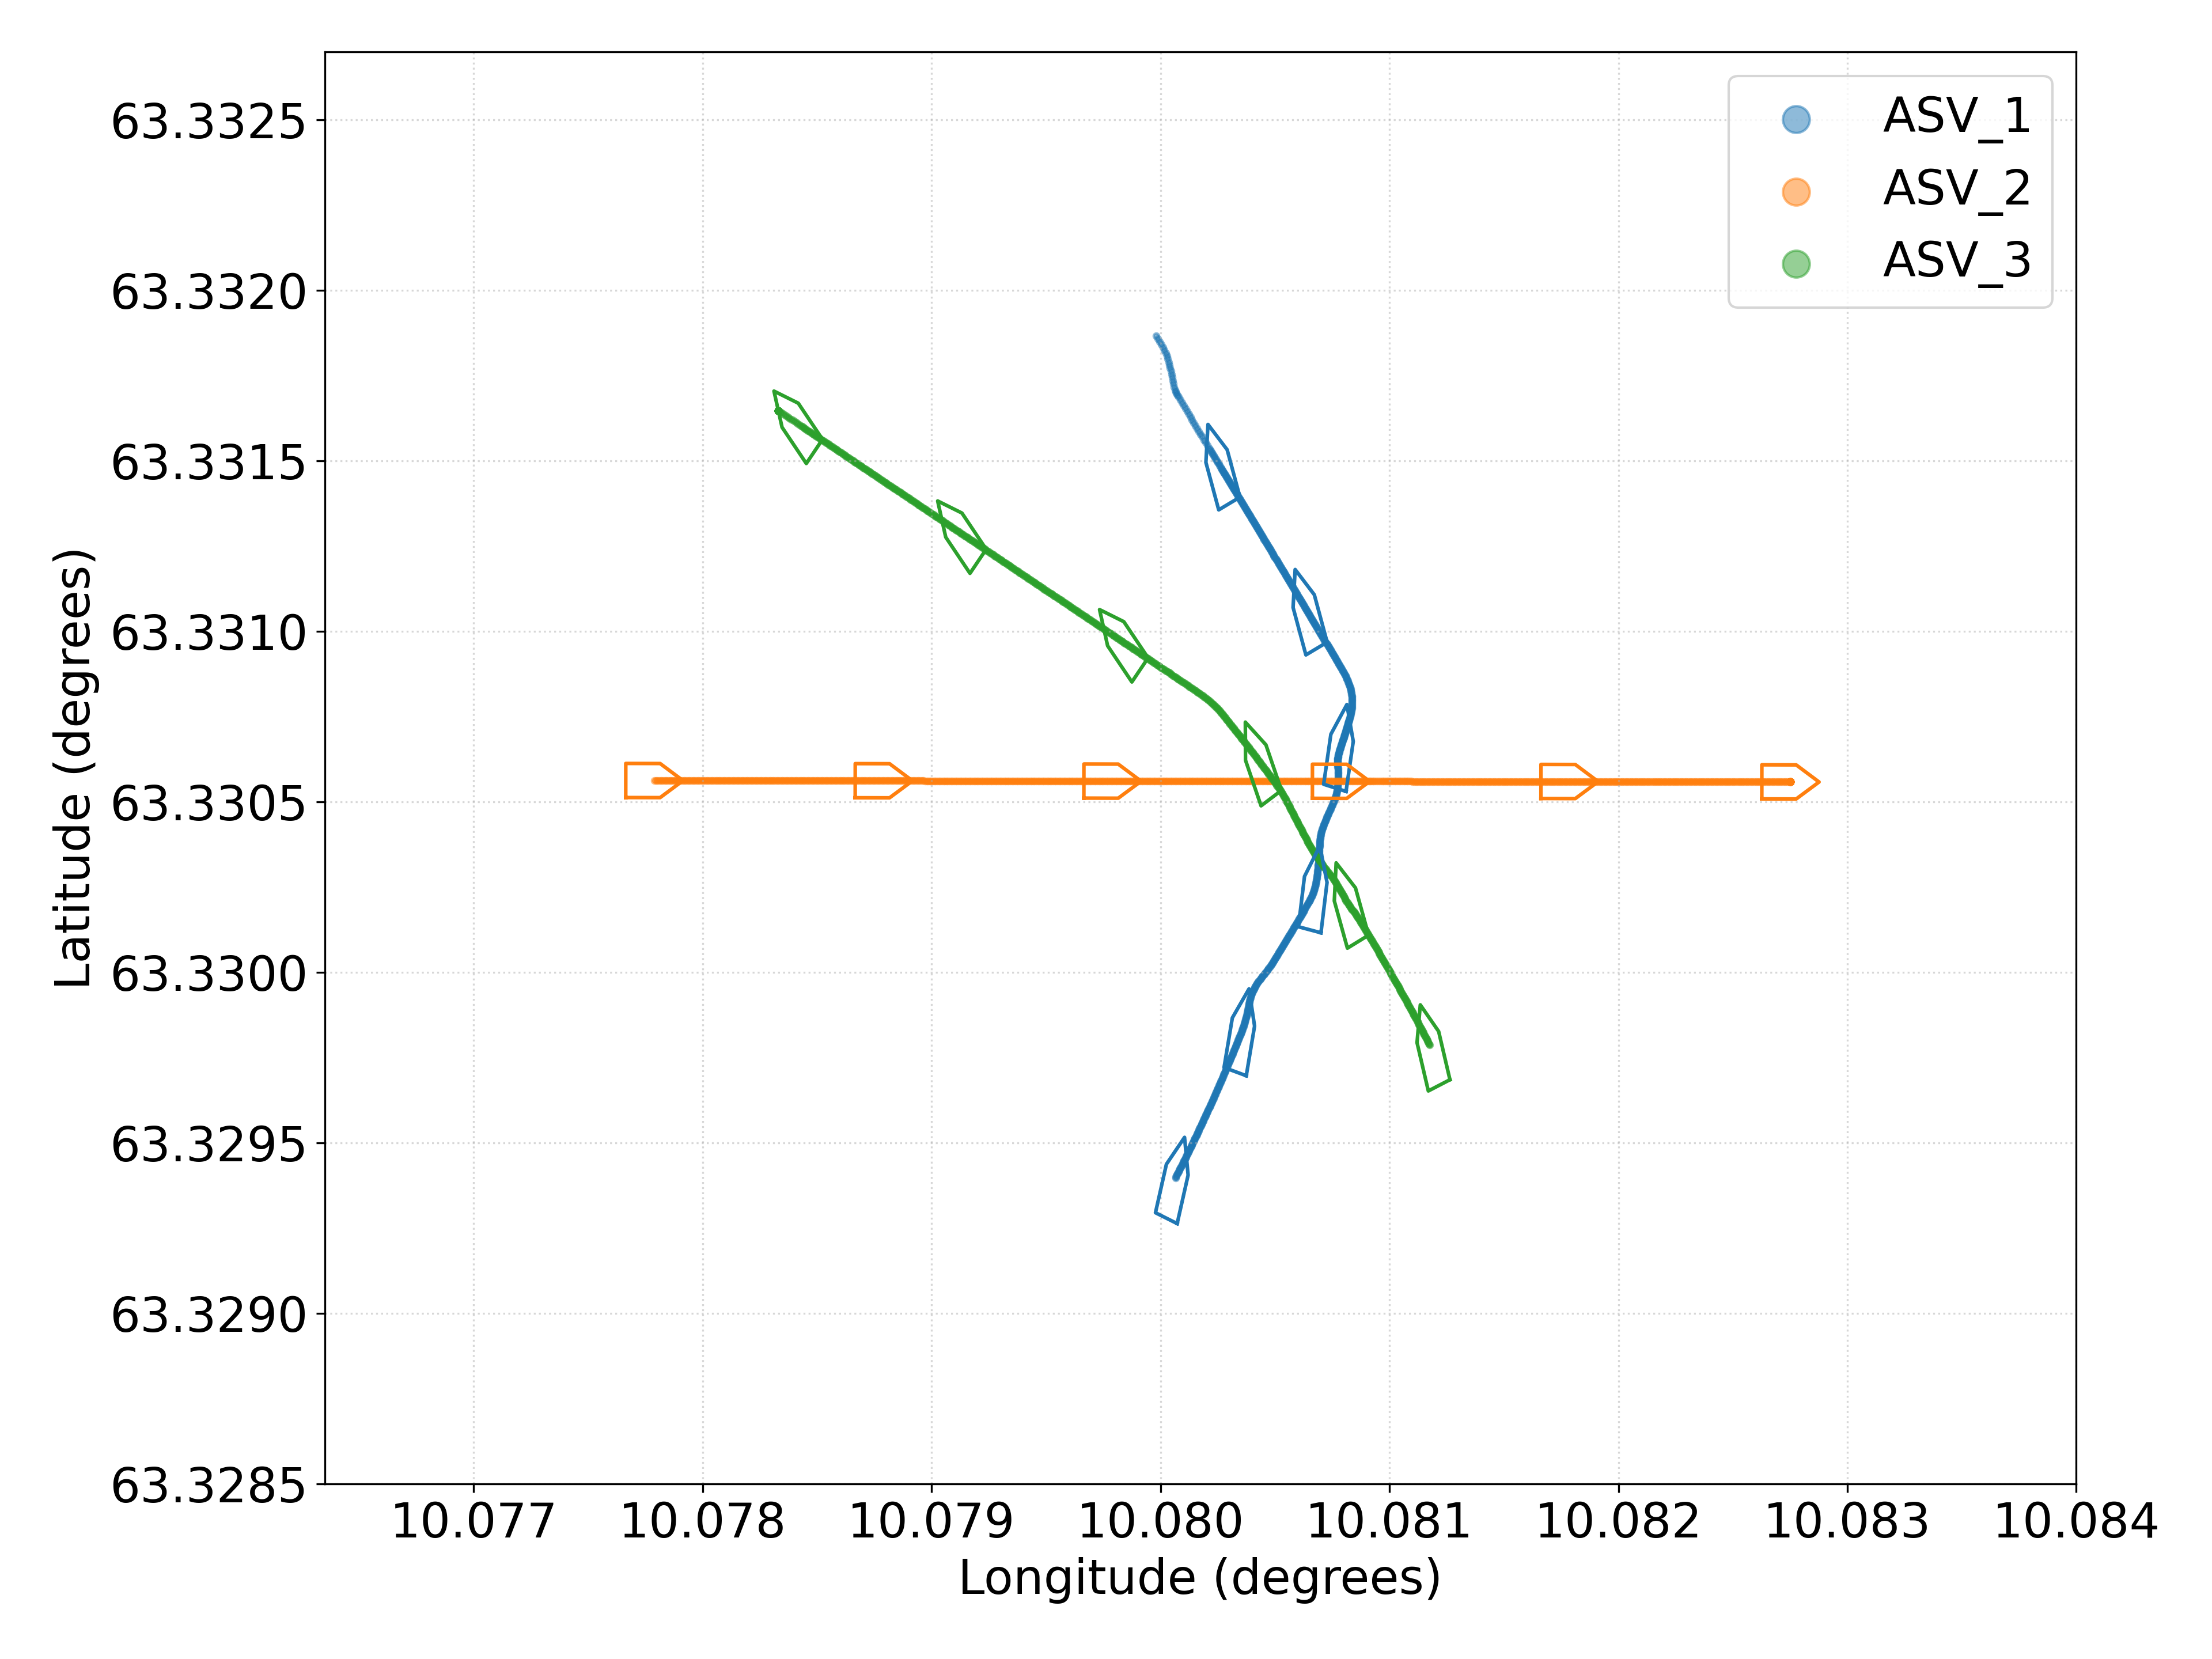 ASV_1
ASV_2
ASV_3
63.3325
63.3320
63.3315
63.3310
63.3305
63.3300
63.3295
63.3290
63.3285
Latitude (degrees)
10.077 10.078 10.079 10.080 10.081 10.082 10.083 10.084
Longitude (degrees)